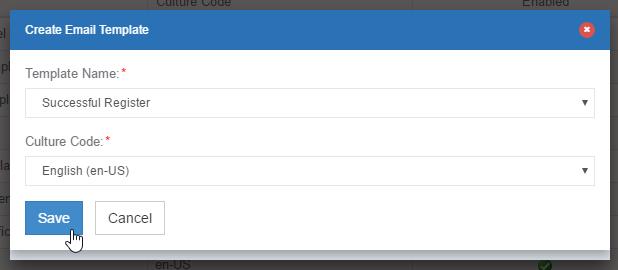 Culture Code Enabled
Create Email Template
Template Name:*
Successful Register
Culture Code:*
English (en-US)
Save Cancel
en-US